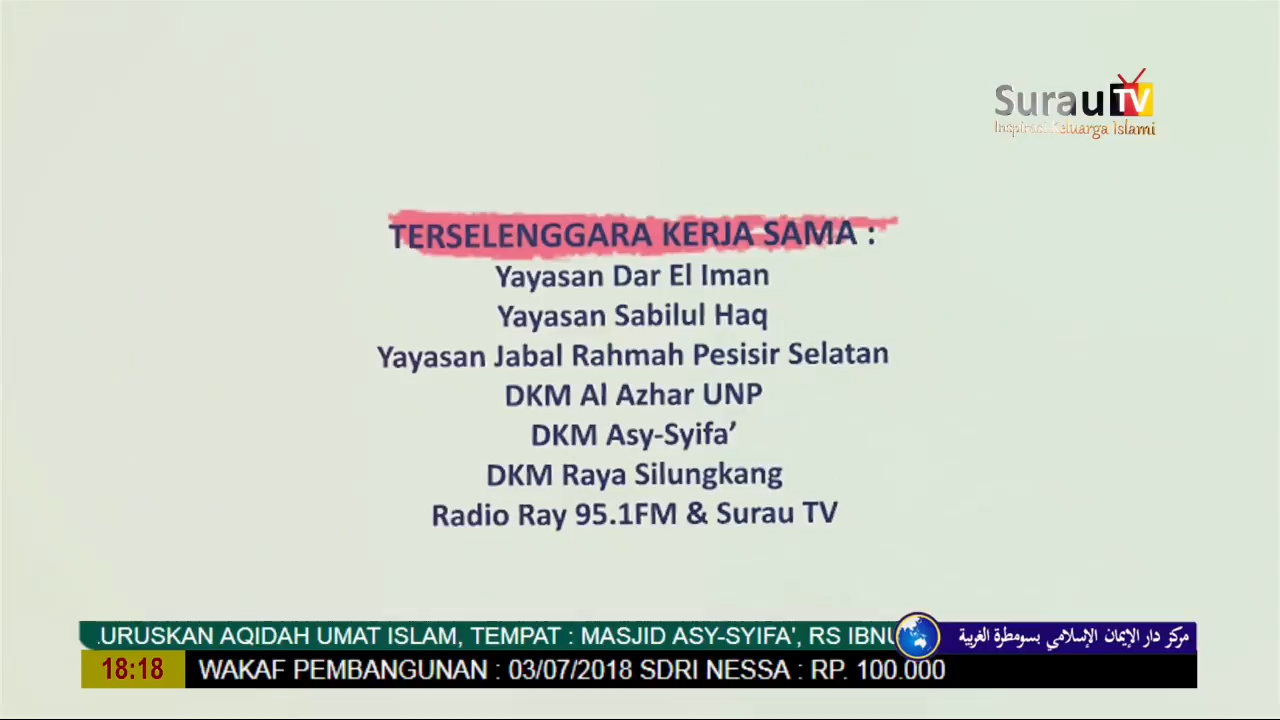 SurauTV
Inspirasi Keluarga Islami
TERSELENGGARA KERJA SAMA :
Yayasan Dar El Iman
Yayasan Sabilul Haq
Yayasan Jabal Rahmah Pesisir Selatan
DKM Al Azhar UNP
DKM Asy-Syifa’
DKM Raya Silungkang
Radio Ray 95.1FM & Surau TV
.URUSKAN AQIDAH UMAT ISLAM, TEMPAT : MASJID ASY-SYIFA', RS IBNU
مركز دار الإيمان الإسلامي بسومطرة الغربية
18:18 WAKAF PEMBANGUNAN : 03/07/2018 SDRI NESSA : RP. 100.000